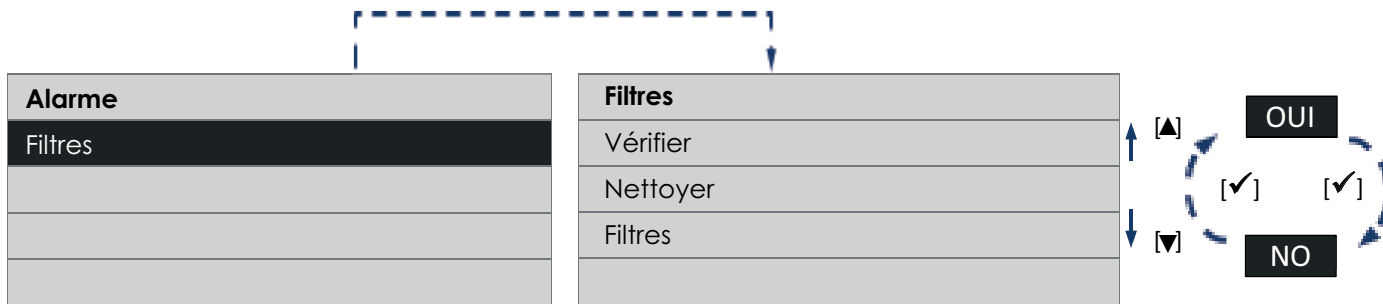 Alarme
Filtres
Filtres
Vérifier
Nettoyer
Filtres
[▲]
[▼]
OUI
[✓] [✓]
NO